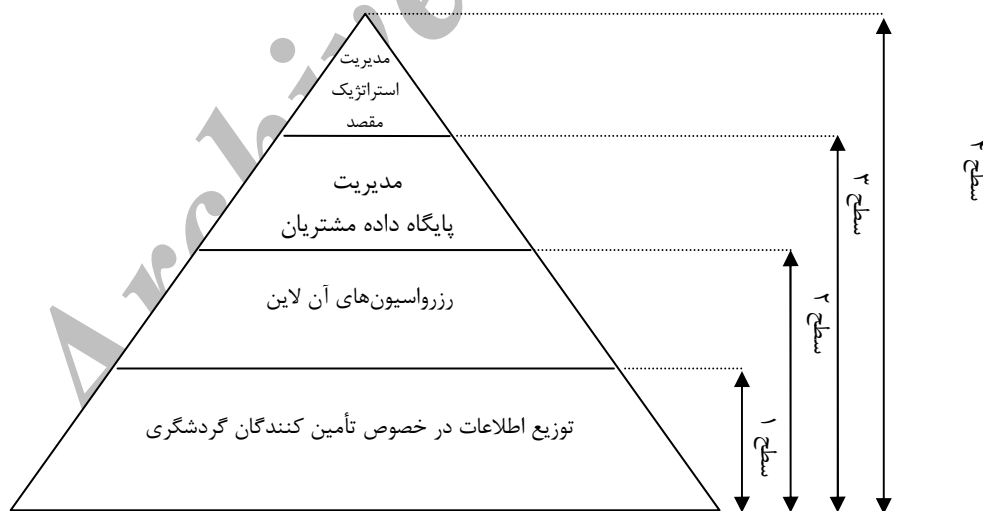 مدیریت
استراتژیک
مقصد
مدیریت
پایگاه داده مشتریان
رزرواسیون‌های آن لاین
توزیع اطلاعات در خصوص تأمین کنندگان گردشگری
سطح ۱
سطح ۲
سطح ۳
سطح ۴
Archive